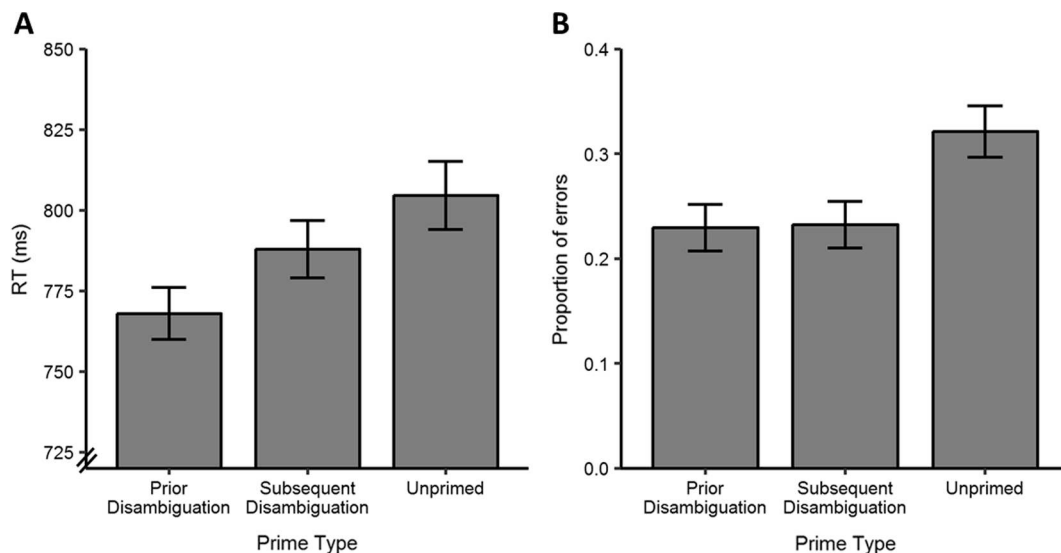 A
850
825
800
775
750
725
RT (ms)
Prior
Disambiguation
Subsequent
Disambiguation
Unprimed
Prime Type
B
0.4
0.3
0.2
0.1
0.0
Proportion of errors
Prior
Disambiguation
Subsequent
Disambiguation
Unprimed
Prime Type